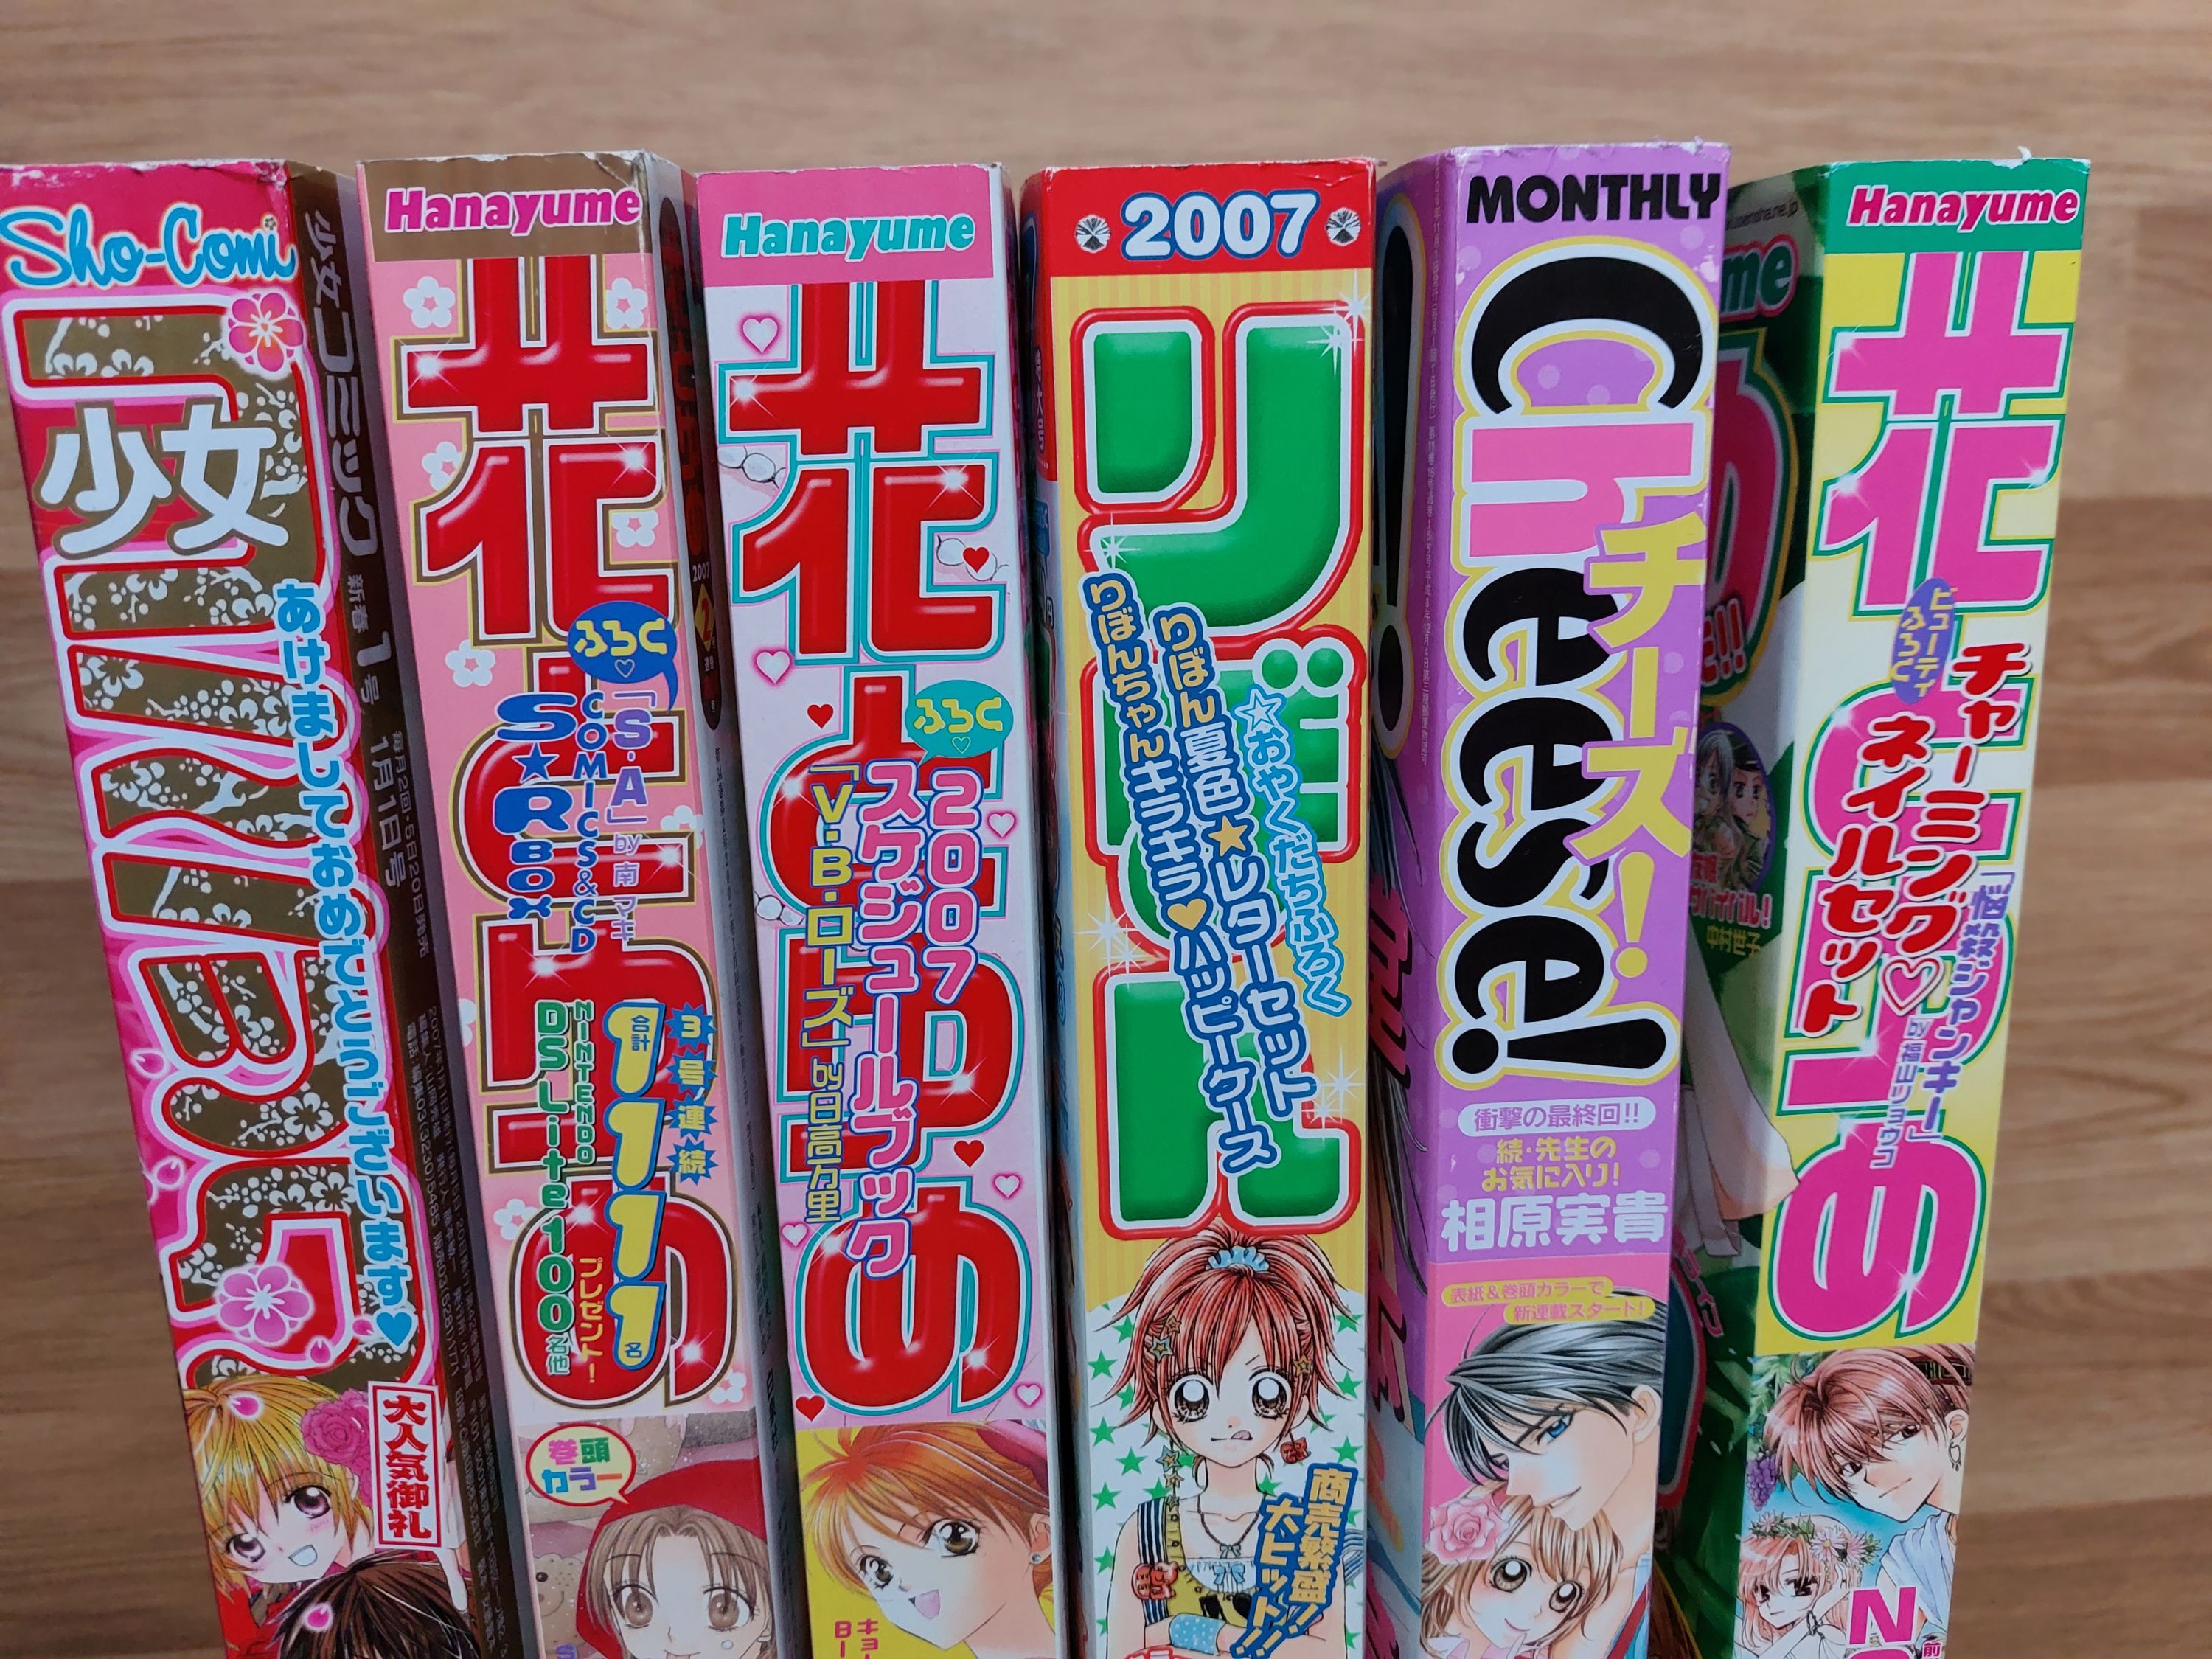 Sho-Comi
少女
コミック
あけましておめでとうございます♥
大人気御礼
少女コミック 新春1号
1月1日号
Hanayume
花とゆめ
ふろく♡
「S・A」by 南マキ
COMICS&CD
S★R BOX
3号連続
合計1111名
プレゼント!
NINTENDO
DS Lite 100名他
巻頭
カラー
Hanayume
花とゆめ
ふろく♡
2007
スケジュールブック
「V・B・ローズ」by 日高万里
2007
リボン
☆おやくだちふろく
りぼん夏色★レターセット
りぼんちゃんキラキラ♥ハッピーケース
商売繁盛!
大ヒット!!
MONTHLY
Cheese!
チーズ!
衝撃の最終回!!
続・先生の
お気に入り!
相原実貴
表紙&巻頭カラーで
新連載スタート!
Hanayume
花とゆめ
ビューティ
ふろく
チャーミング♡
ネイルセット
「悩殺ジャンキー」
by 福山リョウコ